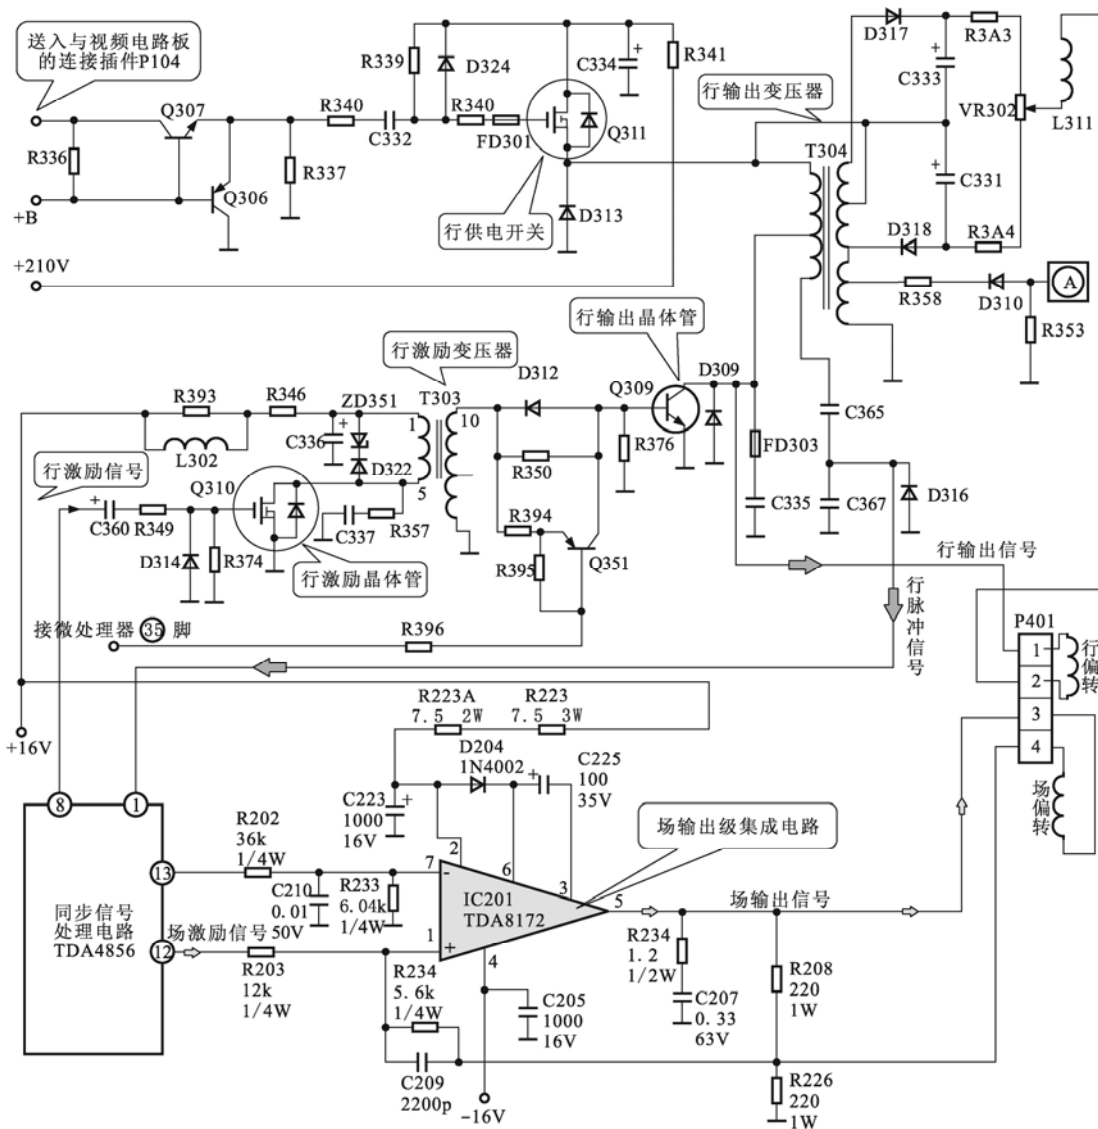 送入与视频电路板
的连接插件P104
Q307
R336
+B
Q306
+210V
R337
R340
C332
R339
D324
R340
FD301
C334
R341
Q311
D313
行供电开关
行输出变压器
T304
D317
R3A3
C333
VR302
L311
C331
D318
R3A4
R358
D310
A
R353
行输出晶体管
行激励变压器
R393
R346
L302
ZD351
C336
D322
T303
1
10
5
D312
Q309
D309
R376
R350
FD303
C335
C365
C367
D316
行激励信号
Q310
C360
R349
D314
R374
C337
R357
行激励晶体管
R394
R395
Q351
接微处理器 35 脚
R396
行输出信号
行脉冲信号
P401
1
2
3
4
行偏转
场偏转
+16V
R223A
7.5 2W
R223
7.5 3W
D204
1N4002
C225
100
35V
C223
1000
16V
8
1
13
12
同步信号
处理电路
TDA4856
R202
36k
1/4W
C210
0.01
50V
R233
6.04k
1/4W
场激励信号
R203
12k
1/4W
7
-
1
+
2
6
3
5
4
IC201
TDA8172
场输出级集成电路
场输出信号
R234
5.6k
1/4W
C209
2200p
C205
1000
16V
-16V
R234
1.2
1/2W
C207
0.33
63V
R208
220
1W
R226
220
1W